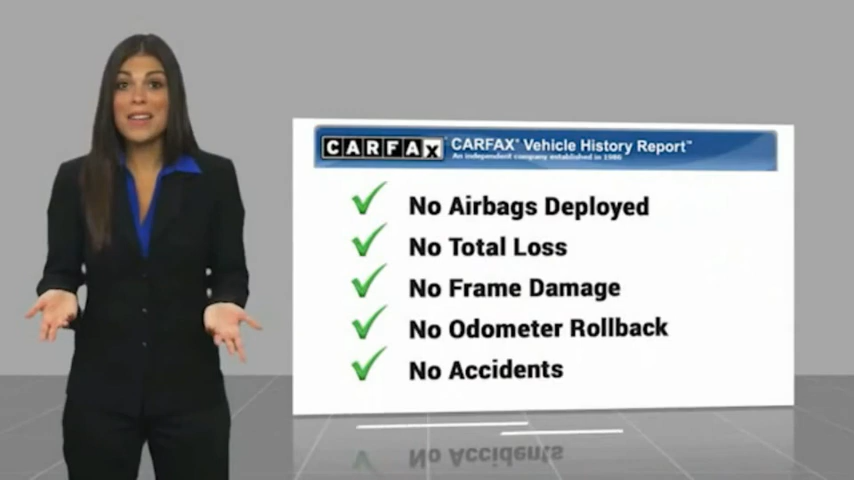 CARFAX CARFAX® Vehicle History Report™
An independent company established in 1986
No Airbags Deployed
No Total Loss
No Frame Damage
No Odometer Rollback
No Accidents
No Accidents